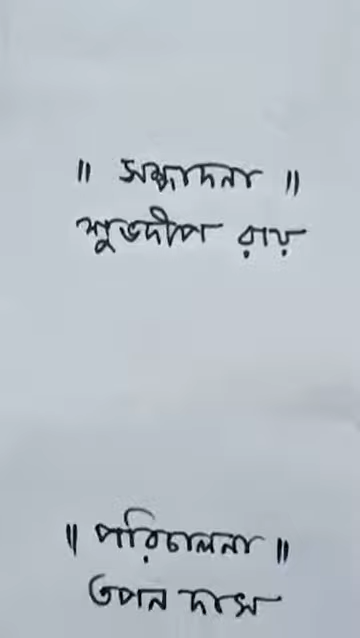 ॥ সম্পাদনা ॥
শুভদীপ রায়
॥ পরিচালনা ॥
তপন দাস